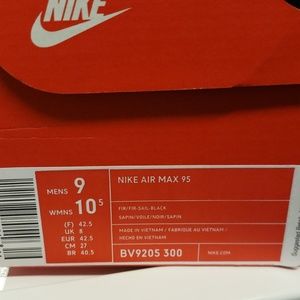 NIKE
MENS 9
WMNS 10⁵
(F) 42.5
UK 8
EUR 42.5
CM 27
BR 40.5
NIKE AIR MAX 95
FIR/FIR-SAIL-BLACK
SAPIN/VOILE/NOIR/SAPIN
MADE IN VIETNAM / FABRIQUE AU VIETNAM /
HECHO EN VIETNAM
BV9205 300
NIKE.COM